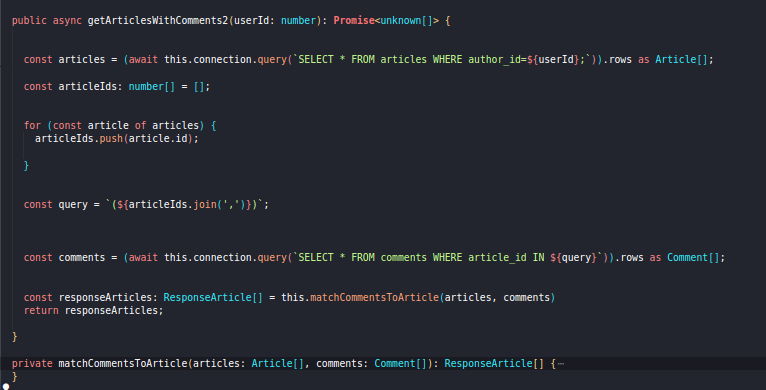 public async getArticlesWithComments2(userId: number): Promise<unknown[]> {
const articles = (await this.connection.query(`SELECT * FROM articles WHERE author_id=${userId};`)).rows as Article[];
const articleIds: number[] = [];
for (const article of articles) {
articleIds.push(article.id);
}
const query = `(${articleIds.join(',')})`;
const comments = (await this.connection.query(`SELECT * FROM comments WHERE article_id IN ${query}`)).rows as Comment[];
const responseArticles: ResponseArticle[] = this.matchCommentsToArticle(articles, comments)
return responseArticles;
}
private matchCommentsToArticle(articles: Article[], comments: Comment[]): ResponseArticle[] {⋯
}